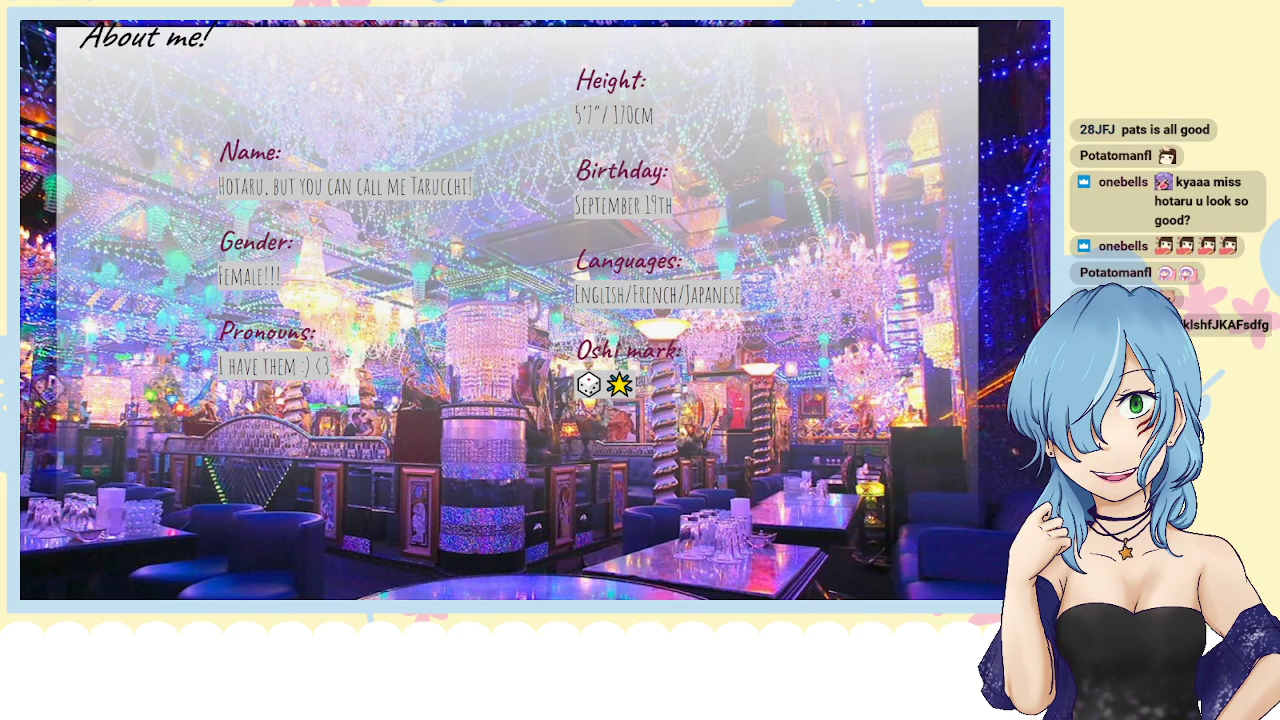 About me!
Name:
Hotaru, but you can call me Tarucchi!
Gender:
Female!!!
Pronouns:
I have them :) <3
Height:
5'7"/ 170cm
Birthday:
September 19th
Languages:
English/French/Japanese
Oshi mark:
28JFJ pats is all good
Potatomanfl
onebells kyaaa miss
hotaru u look so
good?
onebells
Potatomanfl
klshfJKAFsdfg